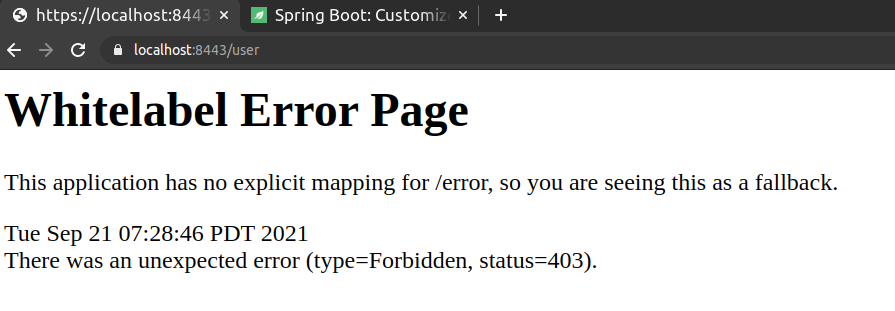 https://localhost:8443
Spring Boot: Customiz
localhost:8443/user
Whitelabel Error Page
This application has no explicit mapping for /error, so you are seeing this as a fallback.
Tue Sep 21 07:28:46 PDT 2021
There was an unexpected error (type=Forbidden, status=403).